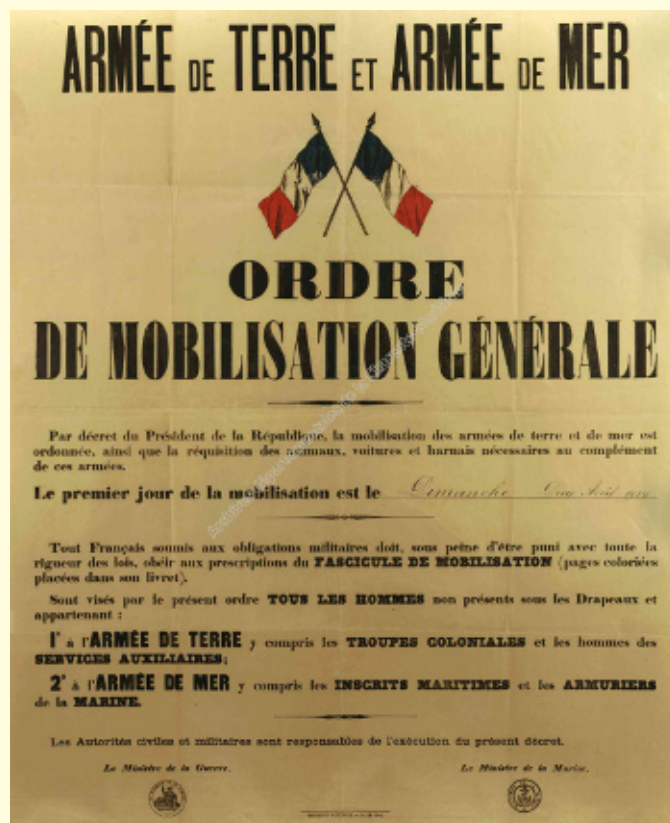 ARMÉE DE TERRE ET ARMÉE DE MER
ORDRE
DE MOBILISATION GÉNÉRALE
Par décret du Président de la République, la mobilisation des armées de terre et de mer est
ordonnée, ainsi que la réquisition des animaux, voitures et harnais nécessaires au complément
de ces armées.
Le premier jour de la mobilisation est le Dimanche Août
Tout Français soumis aux obligations militaires doit, sous peine d'être puni avec toute la
rigueur des lois, obéir aux prescriptions du FASCICULE DE MOBILISATION (pages coloriées
placées dans son livret).
Sont visés par le présent ordre TOUS LES HOMMES non présents sous les Drapeaux et
appartenant :
1° à l'ARMÉE DE TERRE y compris les TROUPES COLONIALES et les hommes des
SERVICES AUXILIAIRES;
2° à l'ARMÉE DE MER y compris les INSCRITS MARITIMES et les ARMURIERS
de la MARINE.
Les Autorités civiles et militaires sont responsables de l'exécution du présent décret.
Le Ministre de la Guerre,
Le Ministre de la Marine,